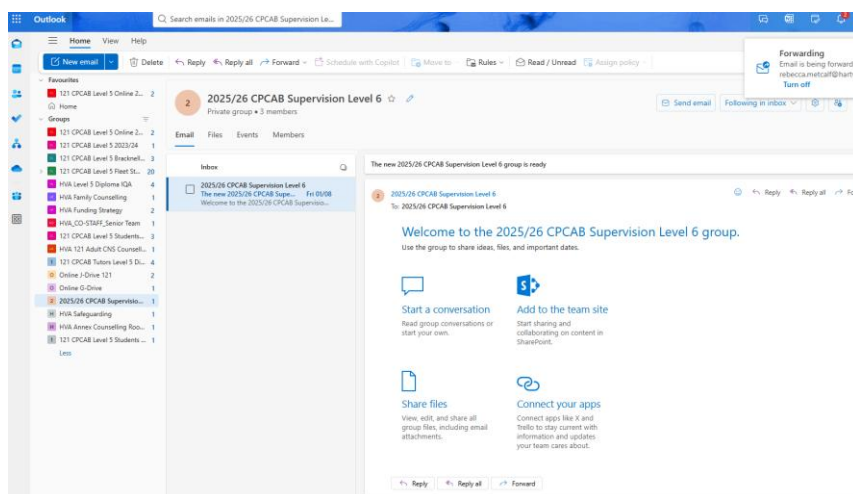 Outlook
Search emails in 2025/26 CPCAB Supervision Le...
Home View Help
New email Delete Reply Reply all Forward Schedule with Copilot Move to Rules Read / Unread Assign policy
Forwarding
Email is being forward
rebecca.metcalf@hart
Turn off
Favourites
121 CPCAB Level 5 Online 2... 2
Home
Groups
121 CPCAB Level 5 Online 2... 2
121 CPCAB Level 5 2023/24 1
121 CPCAB Level 5 Bracknell... 3
121 CPCAB Level 5 Fleet St... 20
HVA Level 5 Diploma IQA 4
HVA Family Counselling 1
HVA Funding Strategy 2
HVA_CO-STAFF_Senior Team 1
121 CPCAB Level 5 Students... 3
HVA 121 Adult CNS Counsell... 1
121 CPCAB Tutors Level 5 D... 4
Online J-Drive 121 2
Online G-Drive 1
2025/26 CPCAB Supervisio... 1
HVA Safeguarding 1
HVA Annex Counselling Roo... 1
121 CPCAB Level 5 Students ... 1
Less
2
2025/26 CPCAB Supervision Level 6
Private group • 3 members
Send email Following in inbox
Email Files Events Members
Inbox
2025/26 CPCAB Supervision Level 6
The new 2025/26 CPCAB Supe... Fri 01/08
Welcome to the 2025/26 CPCAB Supervisio...
The new 2025/26 CPCAB Supervision Level 6 group is ready
2
2025/26 CPCAB Supervision Level 6
To: 2025/26 CPCAB Supervision Level 6
Reply Reply all Fo
Welcome to the 2025/26 CPCAB Supervision Level 6 group.
Use the group to share ideas, files, and important dates.
Start a conversation
Read group conversations or
start your own.
Add to the team site
Start sharing and
collaborating on content in
SharePoint.
Share files
View, edit, and share all
group files, including email
attachments.
Connect your apps
Connect apps like X and
Trello to stay current with
information and updates
your team cares about.
Reply Reply all Forward